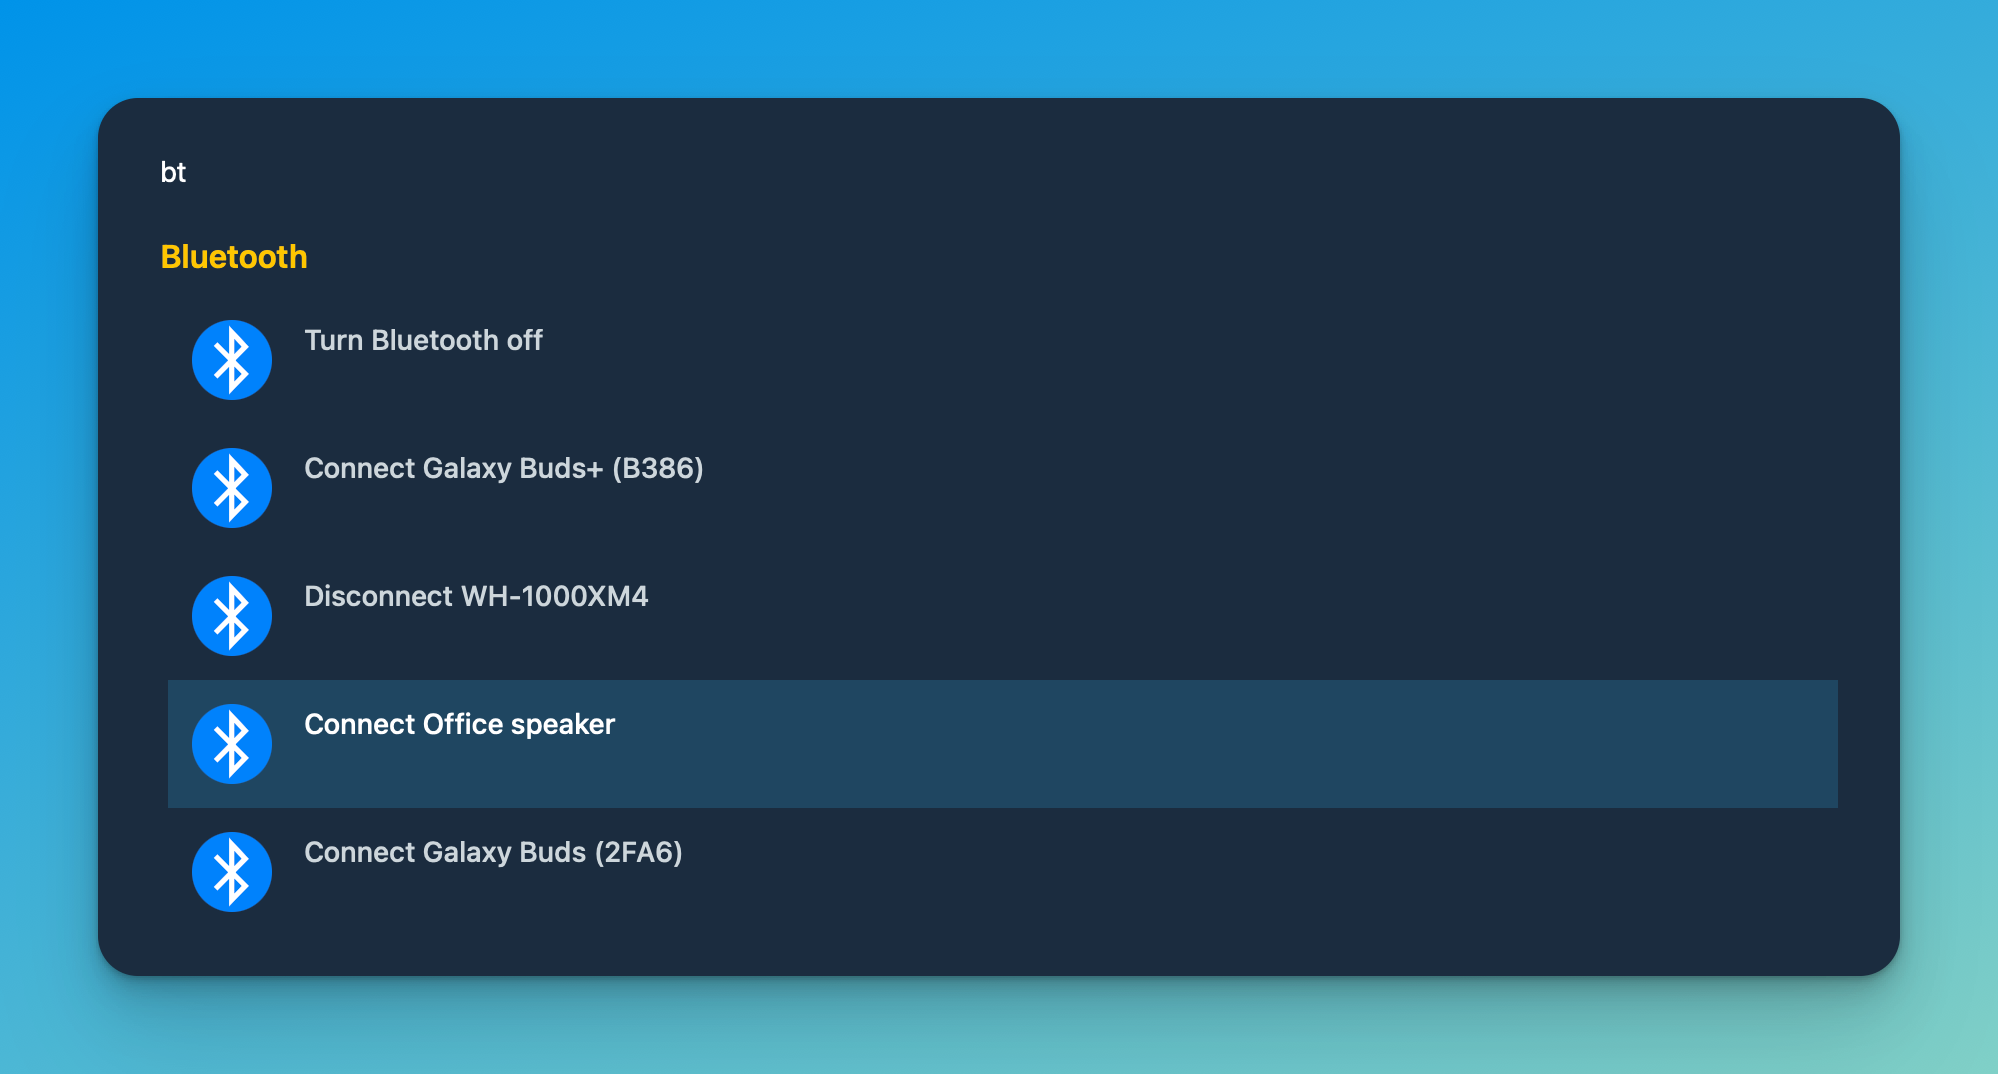 bt
Bluetooth
Turn Bluetooth off
Connect Galaxy Buds+ (B386)
Disconnect WH-1000XM4
Connect Office speaker
Connect Galaxy Buds (2FA6)